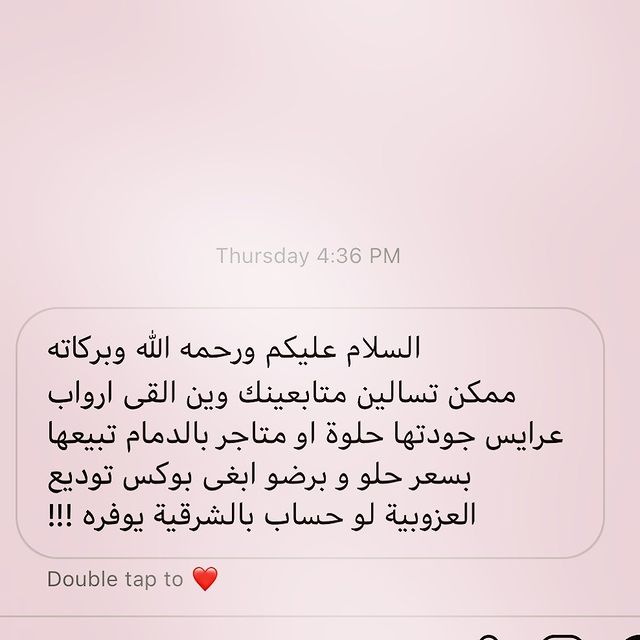 Thursday 4:36 PM
السلام عليكم ورحمه الله وبركاته
ممكن تسالين متابعينك وين القى ارواب
عرايس جودتها حلوة او متاجر بالدمام تبيعها
بسعر حلو و برضو ابغى بوكس توديع
العزوبية لو حساب بالشرقية يوفره !!!
Double tap to ❤️